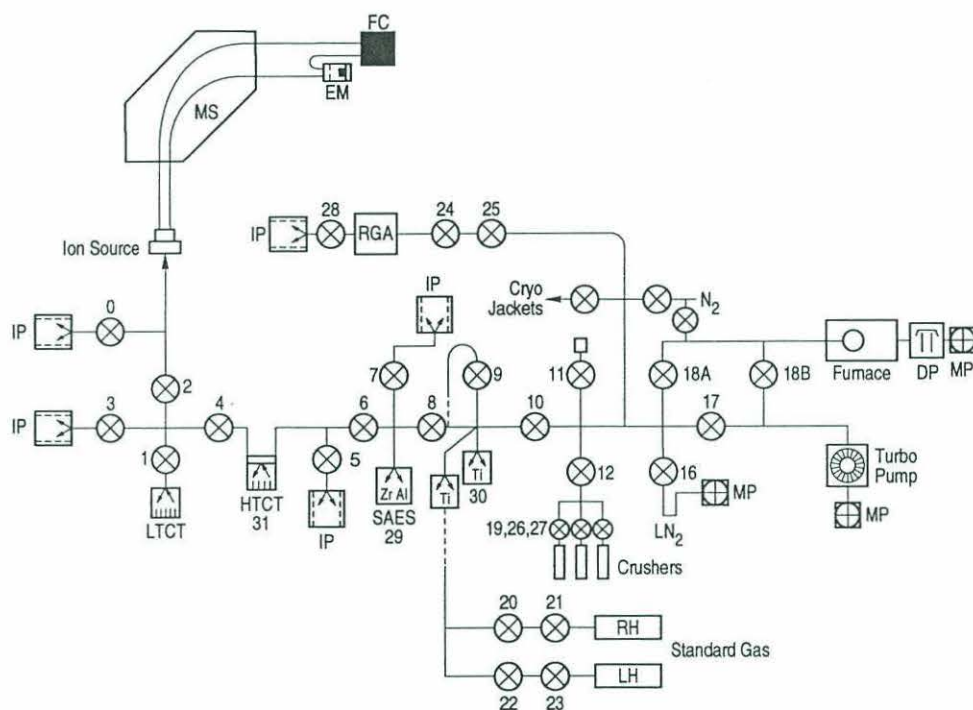 FC
EM
MS
28
24
25
IP
RGA
Ion Source
IP
Cryo
Jackets
N2
0
IP
7
9
11
18A
18B
Furnace
DP
MP
2
IP
3
4
6
8
10
17
1
5
12
16
Turbo
Pump
LTCT
HTCT
31
IP
Zr Al
SAES
29
Ti
Ti
30
MP
LN2
MP
19,26,27
Crushers
20
21
RH
Standard Gas
LH
22
23